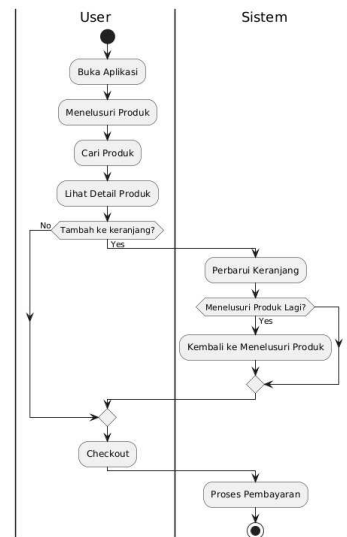 User
Sistem
Buka Aplikasi
Menelusuri Produk
Cari Produk
Lihat Detail Produk
Tambah ke keranjang?
No
Yes
Perbarui Keranjang
Menelusuri Produk Lagi?
Yes
Kembali ke Menelusuri Produk
Checkout
Proses Pembayaran